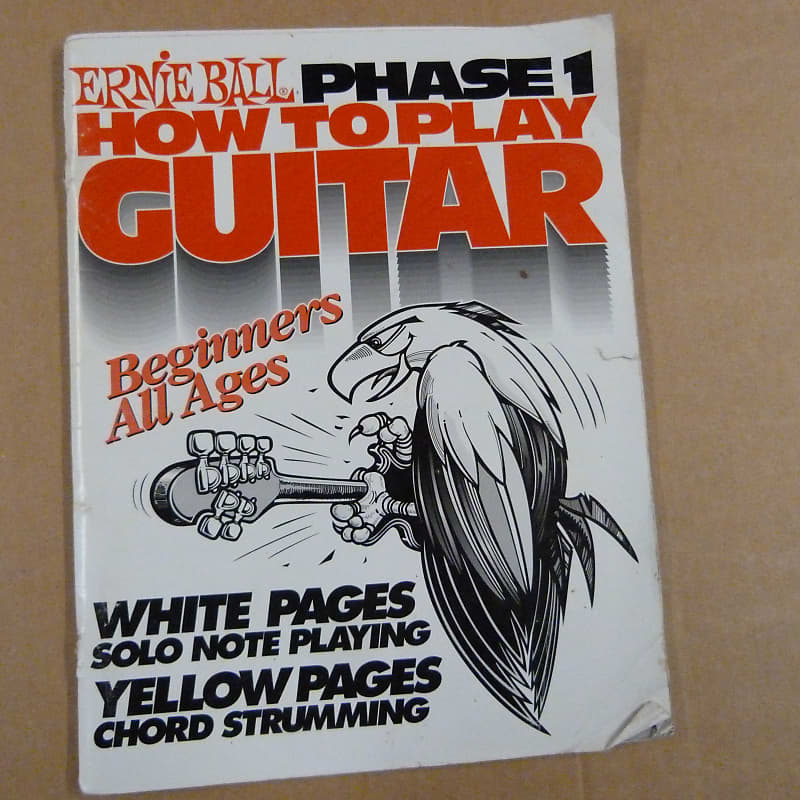 ERNIE BALL® PHASE 1
HOW TO PLAY
GUITAR
Beginners
All Ages
WHITE PAGES
SOLO NOTE PLAYING
YELLOW PAGES
CHORD STRUMMING